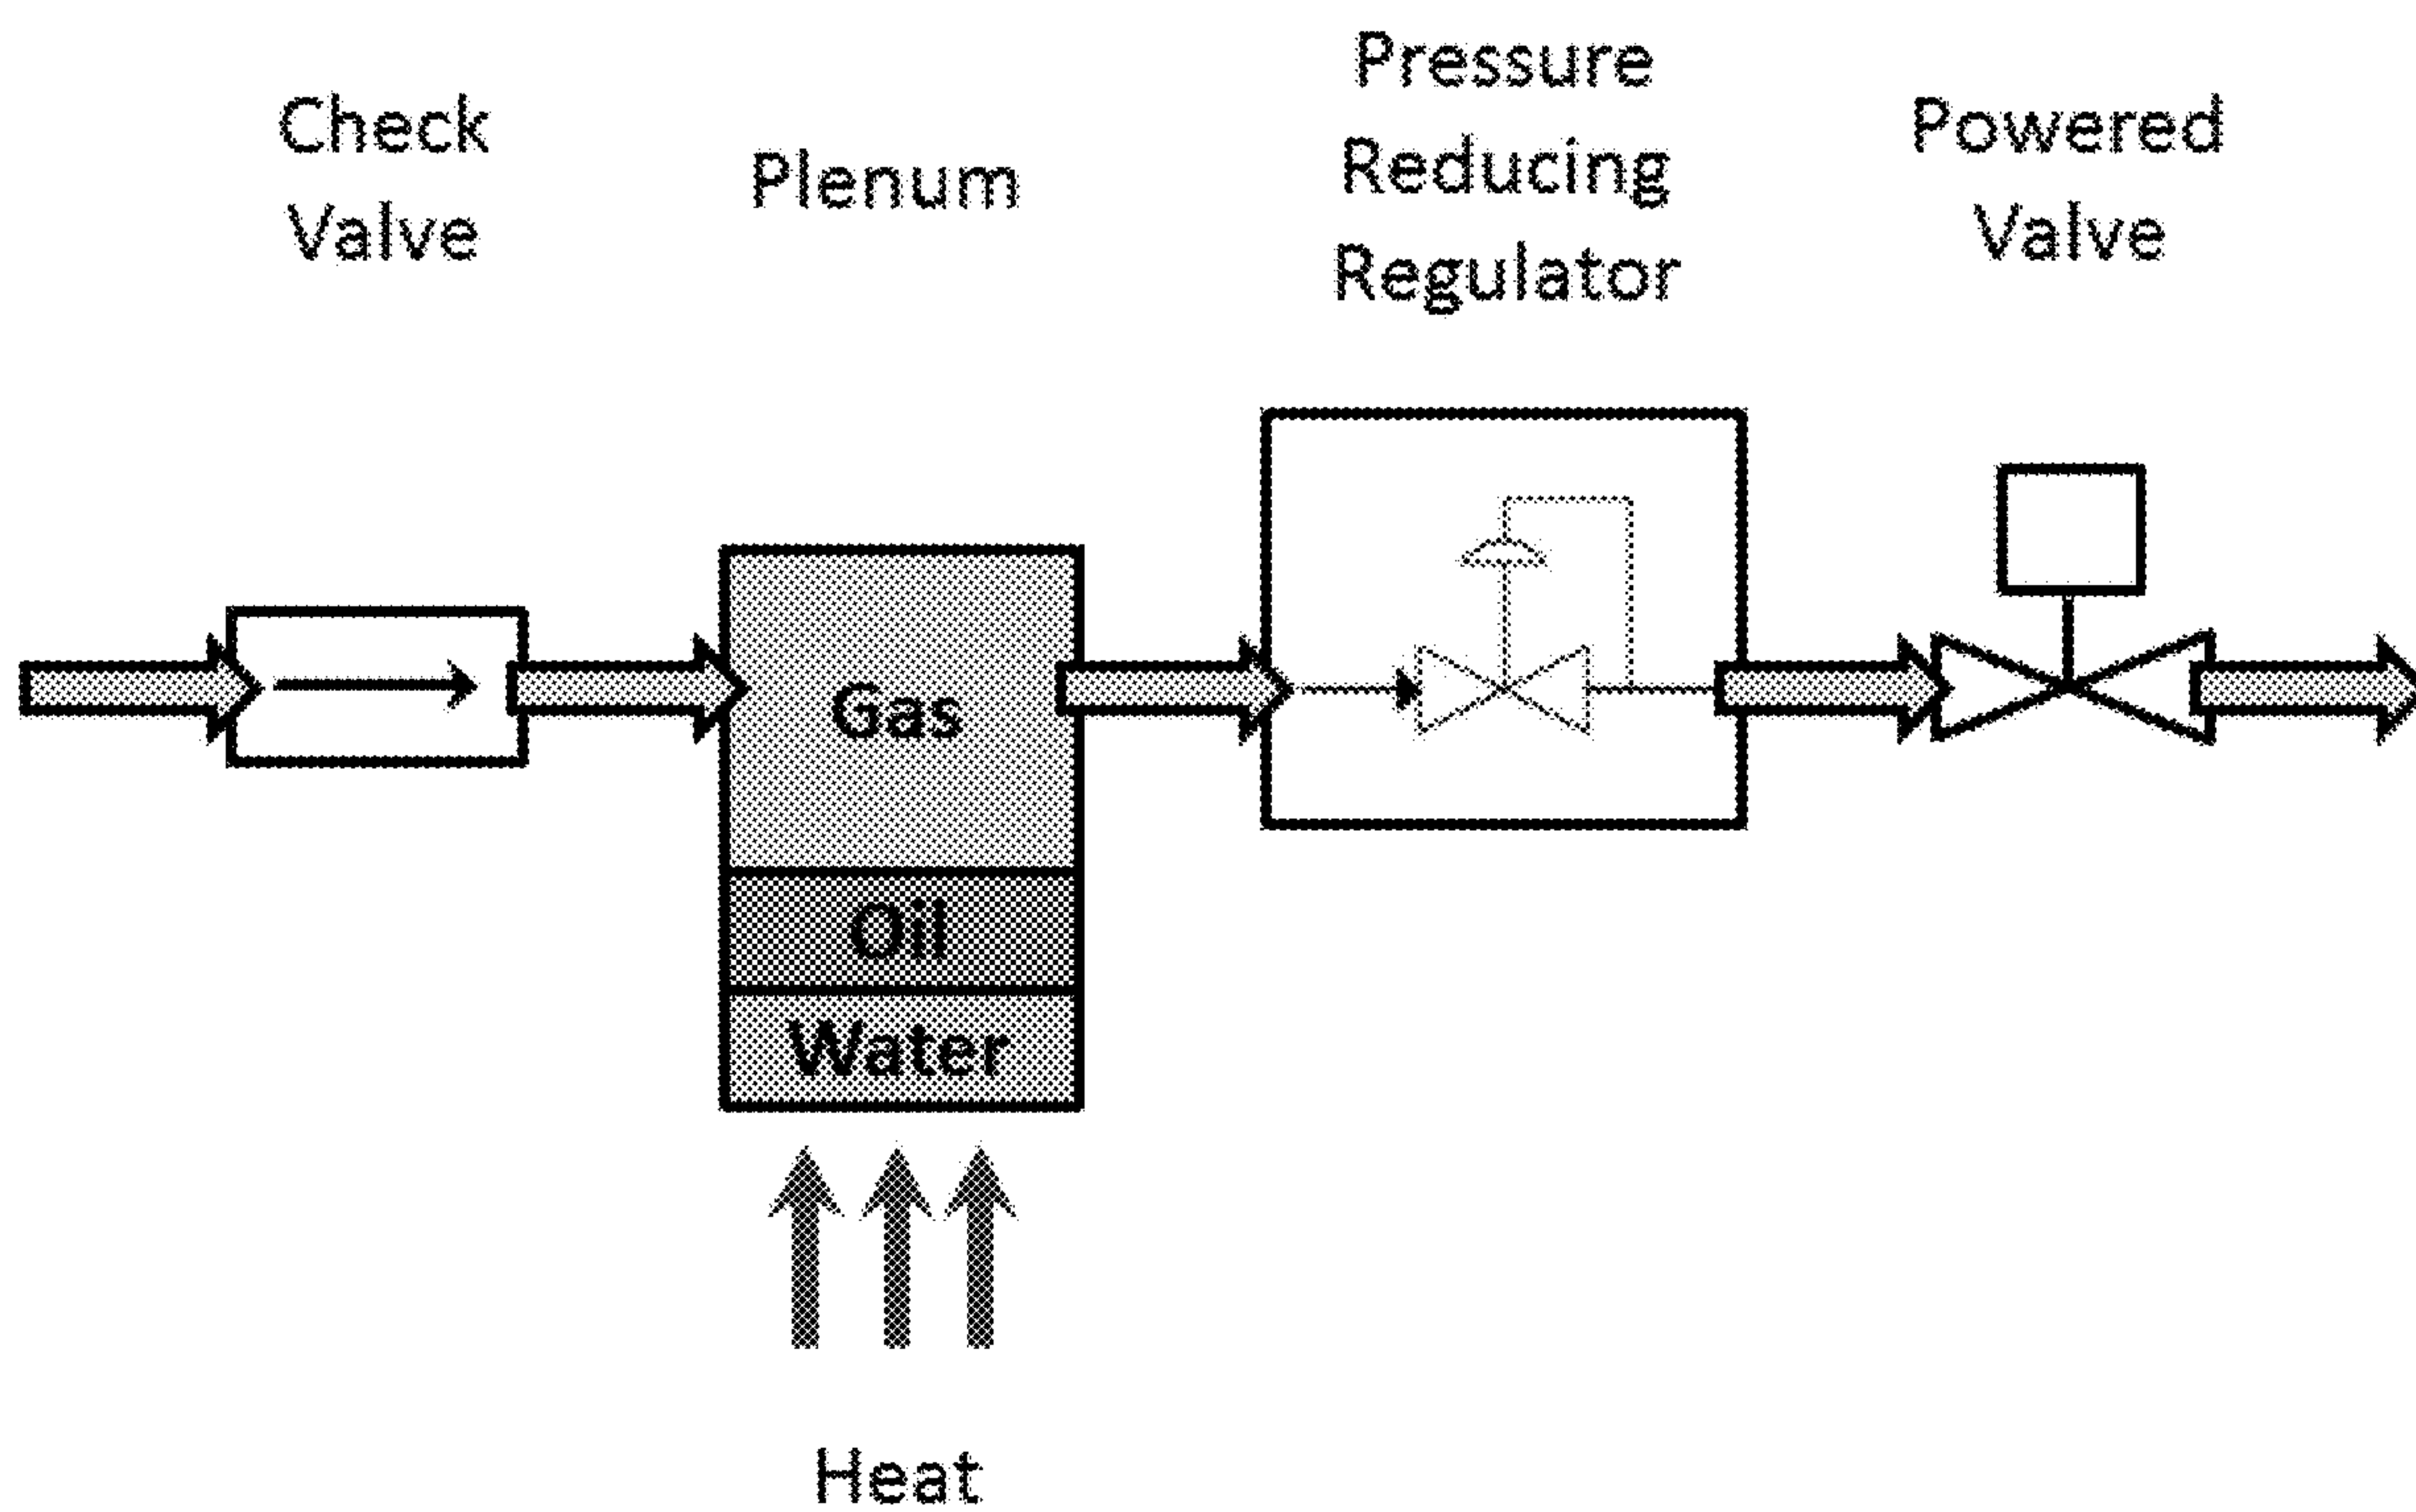 Check
Valve
Plenum
Pressure
Reducing
Regulator
Powered
Valve
Gas
Oil
Water
Heat